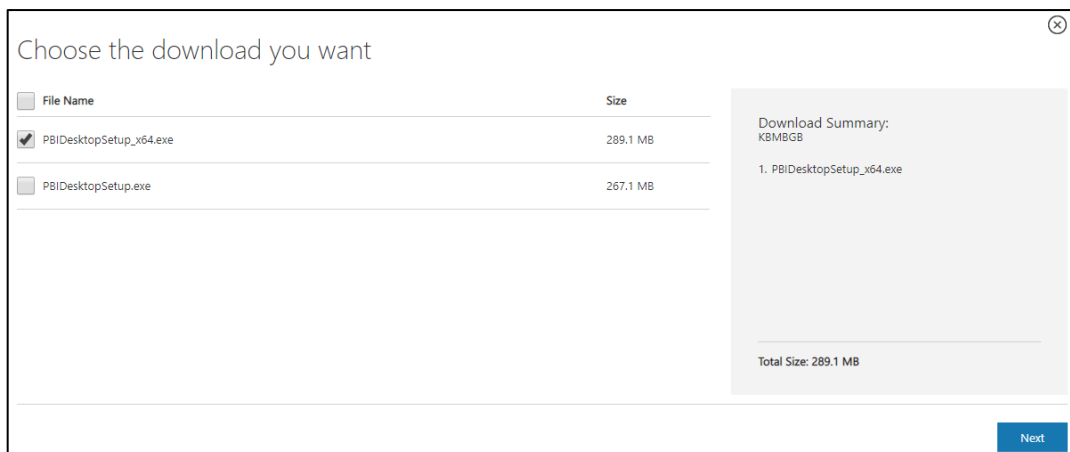 Choose the download you want
File Name Size
PBIDesktopSetup_x64.exe 289.1 MB
PBIDesktopSetup.exe 267.1 MB
Download Summary:
KBMBGB
1. PBIDesktopSetup_x64.exe
Total Size: 289.1 MB
Next